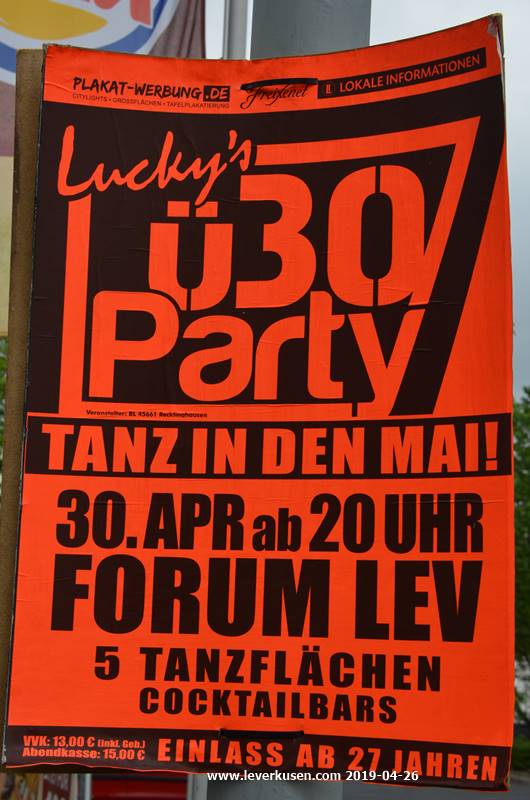 PLAKAT-WERBUNG.DE
CITYLIGHTS • GROSSFLÄCHEN • TAFELPLAKATIERUNG
Freixenet
LOKALE INFORMATIONEN
Lucky's
ü30
Party
Veranstalter: RL 45661 Recklinghausen
TANZ IN DEN MAI!
30. APR ab 20 UHR
FORUM LEV
5 TANZFLÄCHEN
COCKTAILBARS
VVK: 13,00 € (inkl. Geb.)
Abendkasse: 15,00 €
EINLASS AB 27 JAHREN
www.leverkusen.com 2019-04-26